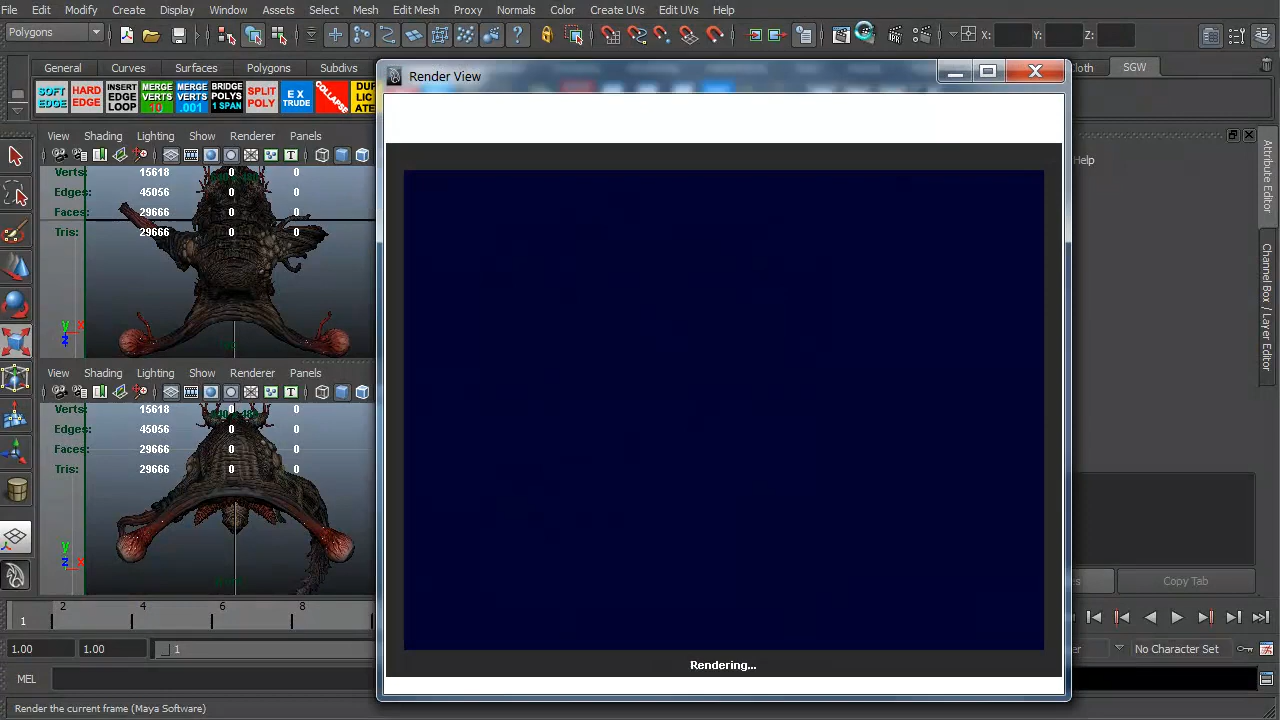 File Edit Modify Create Display Window Assets Select Mesh Edit Mesh Proxy Normals Color Create UVs Edit UVs Help
Polygons X: Y: Z:
General Curves Surfaces Polygons Subdivs Cloth SGW
Render View
SOFT EDGE
HARD EDGE
INSERT EDGE LOOP
MERGE VERTS 10
MERGE VERTS .001
BRIDGE POLYS 1 SPAN
SPLIT POLY
EX TRUDE
COLLAPSE
DUP LIC ATE
View Shading Lighting Show Renderer Panels
Help
Verts: 15618 0 0
Edges: 45056 0 0
Faces: 29666 0 0
Tris: 29666 0 0
y x
z
Attribute Editor
Channel Box / Layer Editor
View Shading Lighting Show Renderer Panels
Verts: 15618 0 0
Edges: 45056 0 0
Faces: 29666 0 0
Tris: 29666 0 0
y
z x
Copy Tab
1 2 4 6 8
1.00 1.00 1 No Character Set
Rendering...
MEL
Render the current frame (Maya Software)